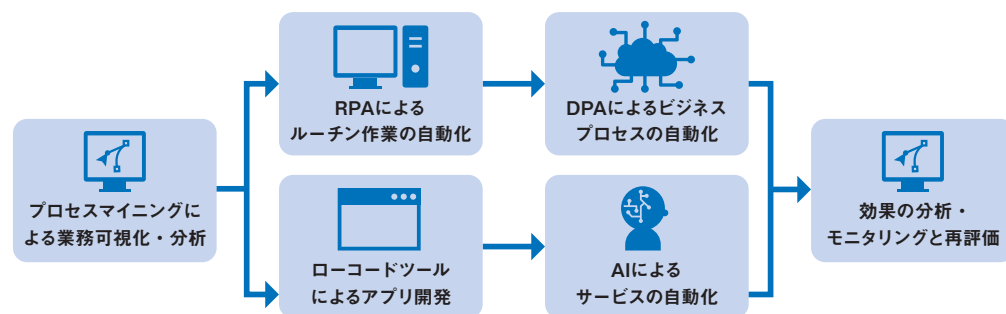 プロセスマイニングに
よる業務可視化・分析
RPAによる
ルーチン作業の自動化
DPAによるビジネス
プロセスの自動化
ローコードツール
によるアプリ開発
AIによる
サービスの自動化
効果の分析・
モニタリングと再評価